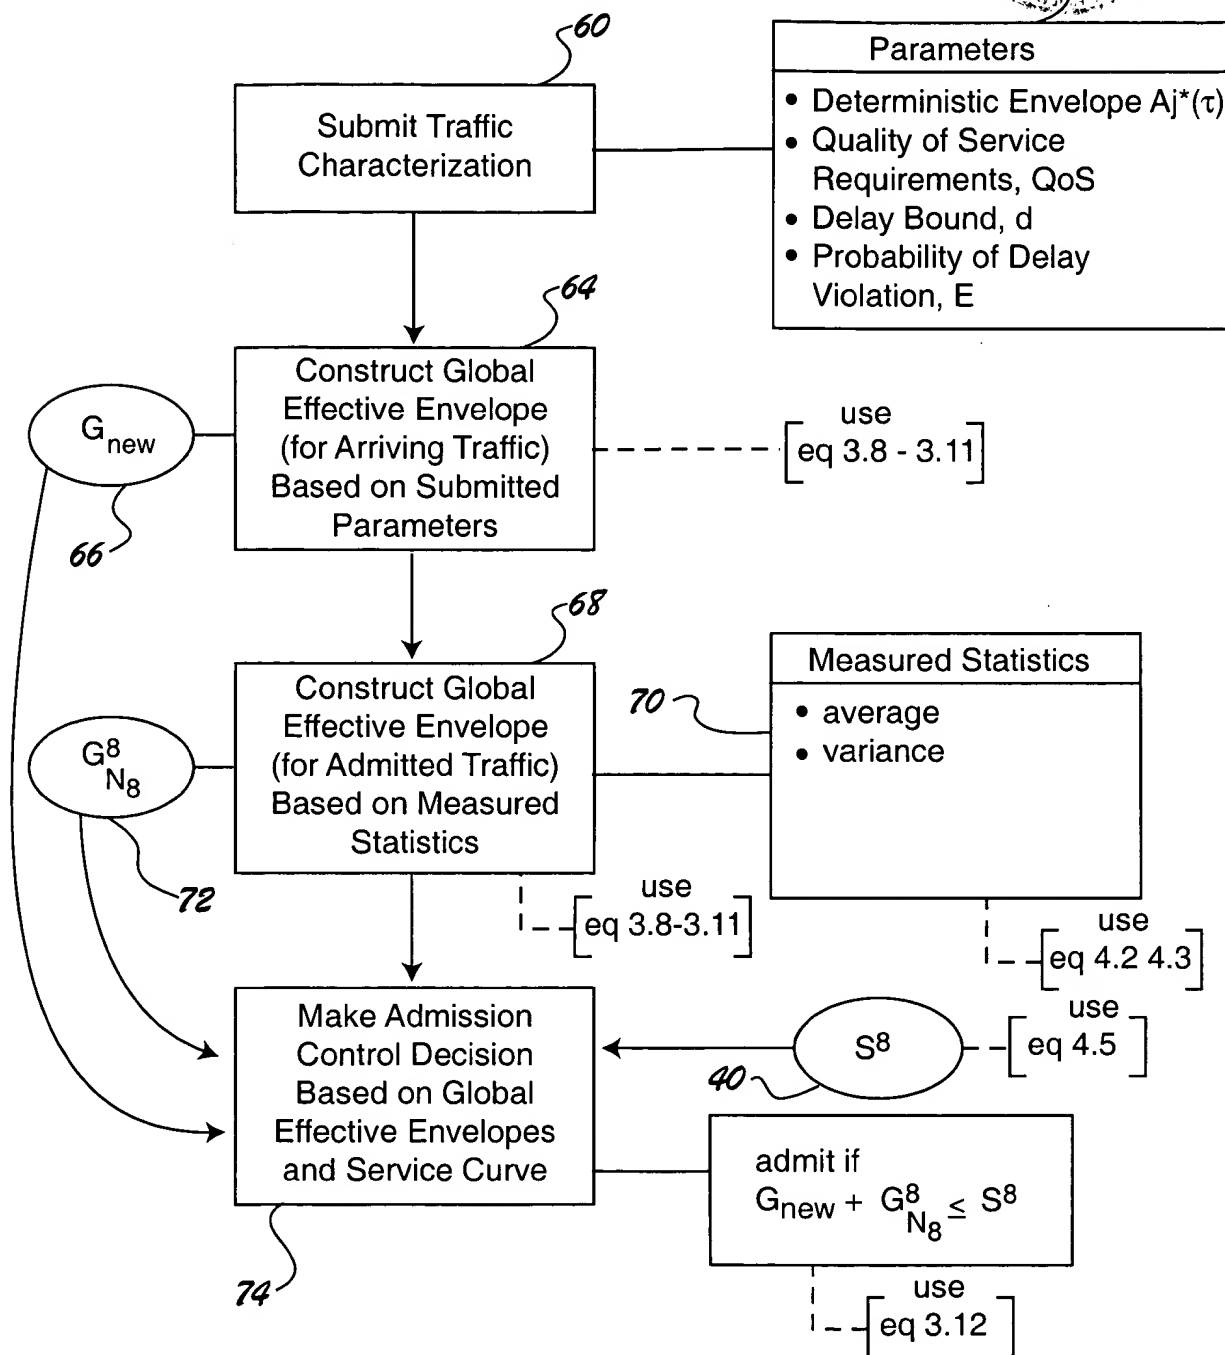 60
Submit Traffic
Characterization
Parameters
• Deterministic Envelope Aj*(τ)
• Quality of Service
Requirements, QoS
• Delay Bound, d
• Probability of Delay
Violation, E
64
Construct Global
Effective Envelope
(for Arriving Traffic)
Based on Submitted
Parameters
G new
66
use
[eq 3.8 - 3.11]
68
Construct Global
Effective Envelope
(for Admitted Traffic)
Based on Measured
Statistics
70
Measured Statistics
• average
• variance
G 8 N8
72
use
[eq 3.8-3.11]
use
[eq 4.2 4.3]
Make Admission
Control Decision
Based on Global
Effective Envelopes
and Service Curve
S8
40
use
[eq 4.5]
admit if
G new + G 8 N8 ≤ S8
74
use
[eq 3.12]